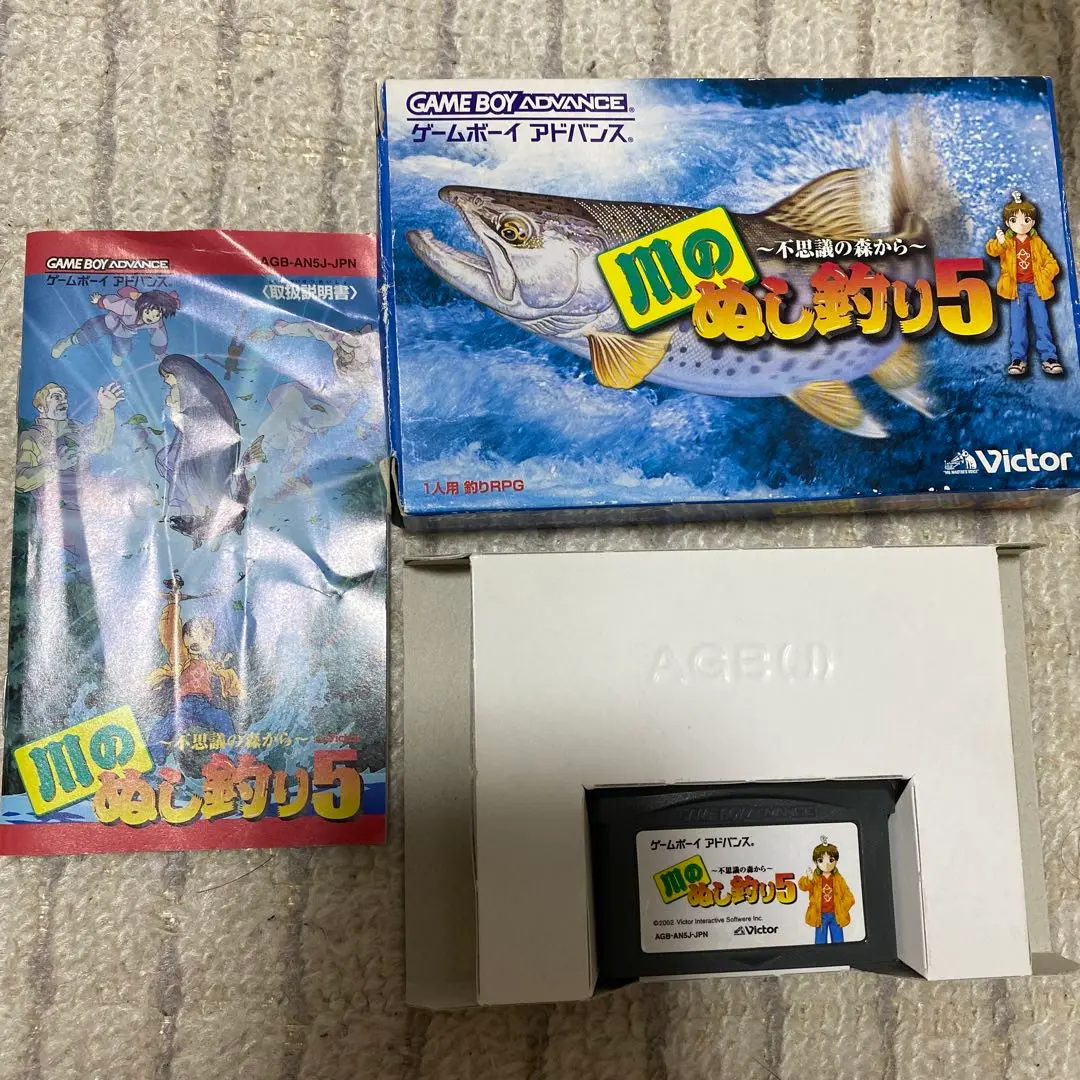 GAME BOY ADVANCE
ゲームボーイ アドバンス®
AGB-AN5J-JPN
〈取扱説明書〉
~不思議の森から~
川の
ぬし釣り5
GAME BOY ADVANCE®
ゲームボーイ アドバンス®
~不思議の森から~
川の
ぬし釣り5
Victor
1人用 釣りRPG
AGB(J)
GAME BOY ADVANCE
ゲームボーイ アドバンス®
~不思議の森から~
川の
ぬし釣り5
©2002 Victor Interactive Software Inc.
AGB-AN5J-JPN
Victor